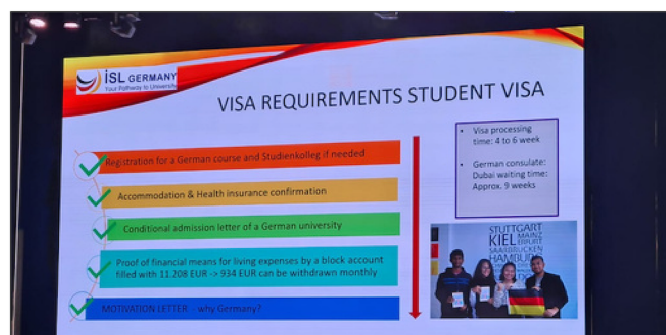 iSL GERMANY
Your Pathway to University
VISA REQUIREMENTS STUDENT VISA
Registration for a German course and Studienkolleg if needed
Accommodation & Health insurance confirmation
Conditional admission letter of a German university
Proof of financial means for living expenses by a block account
filled with 11.208 EUR -> 934 EUR can be withdrawn monthly
MOTIVATION LETTER - why Germany?
• Visa processing
time: 4 to 6 week
• German consulate:
Dubai waiting time:
Approx. 9 weeks
STUTTGART
KIEL MAINZ
ERFURT
SAARBRÜCKEN
HAMBURG